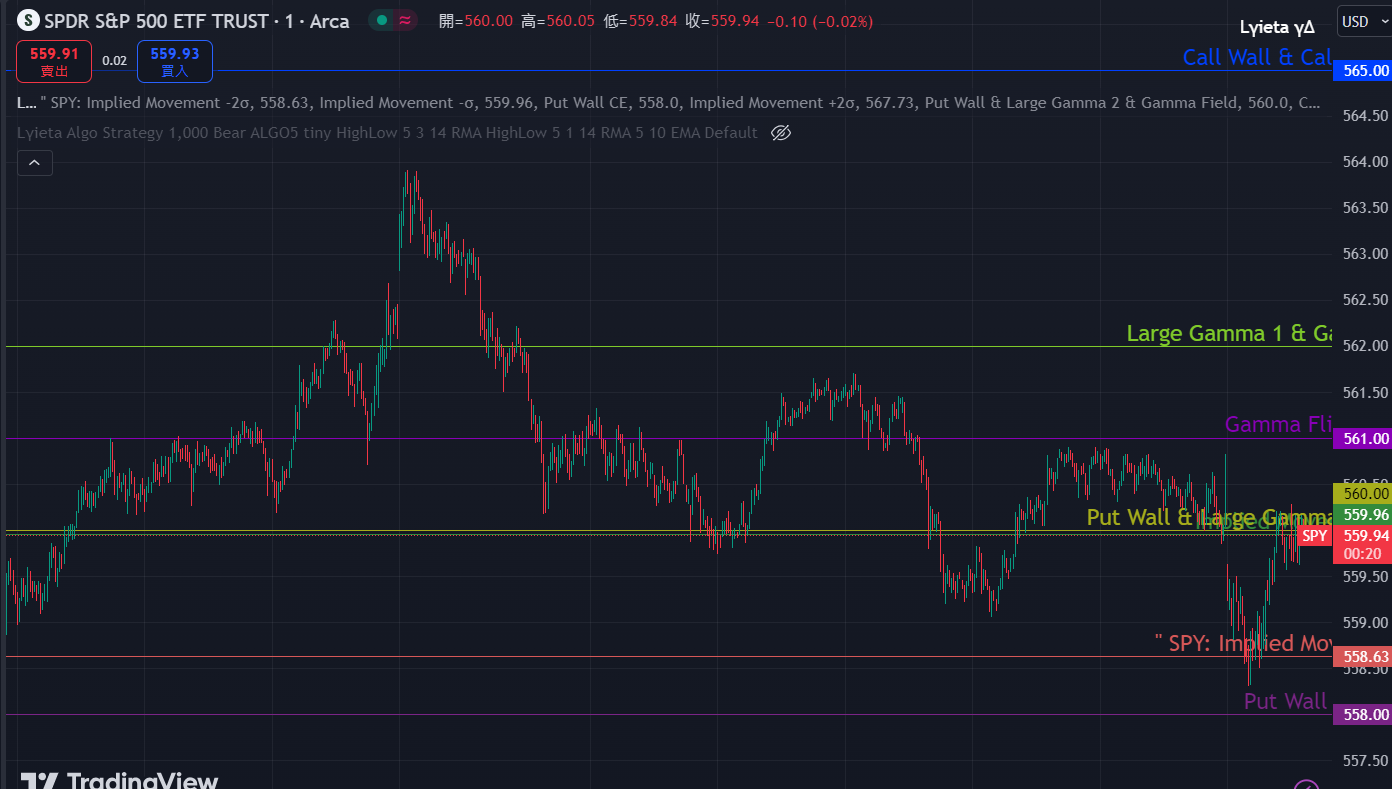 S SPDR S&P 500 ETF TRUST · 1 · Arca ≈ 開=560.00 高=560.05 低=559.84 收=559.94 −0.10 (−0.02%)
Lyieta γΔ
USD
559.91 賣出
0.02
559.93 買入
Call Wall & Cal
565.00
L… " SPY: Implied Movement -2σ, 558.63, Implied Movement -σ, 559.96, Put Wall CE, 558.0, Implied Movement +2σ, 567.73, Put Wall & Large Gamma 2 & Gamma Field, 560.0, C…
564.50
Lyieta Algo Strategy 1,000 Bear ALGO5 tiny HighLow 5 3 14 RMA HighLow 5 1 14 RMA 5 10 EMA Default
564.00
563.50
563.00
562.50
Large Gamma 1 & Ga
562.00
561.50
Gamma Fli
561.00
560.50
560.00
Put Wall & Large Gamma
Implied Move
559.96
SPY 559.94
00:20
559.50
559.00
" SPY: Implied Mov
558.63
558.50
Put Wall
558.00
557.50
TradingView